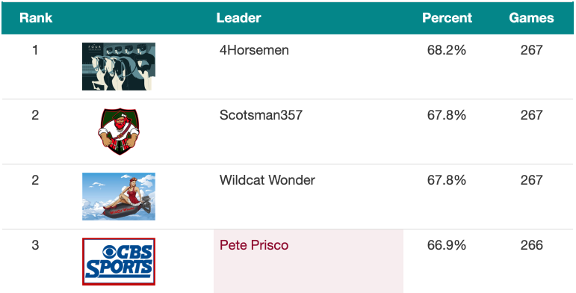 Rank Leader Percent Games
1 4Horsemen 68.2% 267
2 Scotsman357 67.8% 267
2 Wildcat Wonder 67.8% 267
3 CBS SPORTS Pete Prisco 66.9% 266